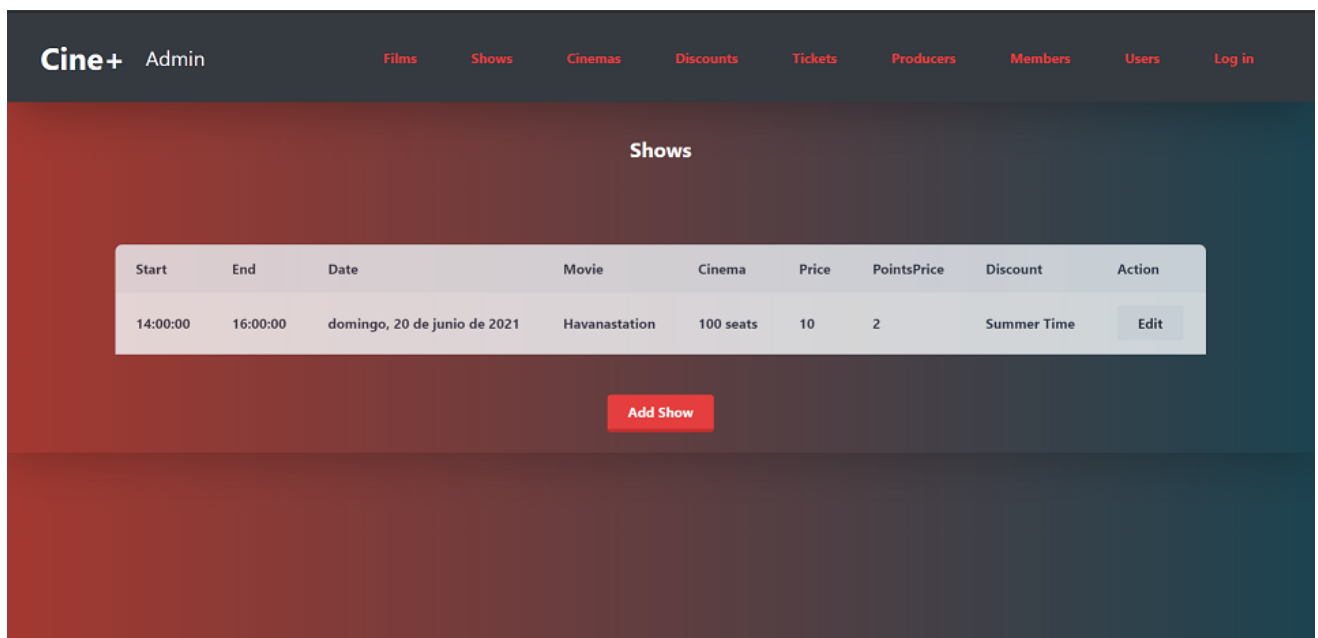 Cine+ Admin Films Shows Cinemas Discounts Tickets Producers Members Users Log in
Shows
Start End Date Movie Cinema Price PointsPrice Discount Action
14:00:00 16:00:00 domingo, 20 de junio de 2021 Havanastation 100 seats 10 2 Summer Time Edit
Add Show